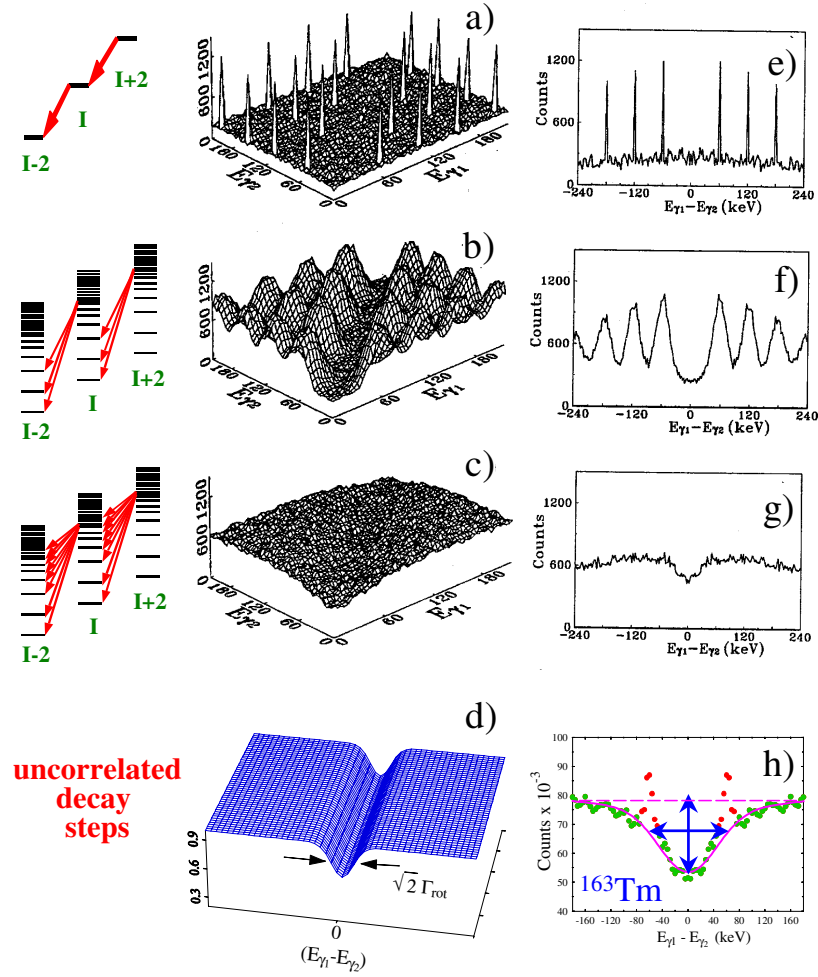 a)
I+2
I
I-2
0 600 1200
180 120 60 0
Eγ2
0 60 120 180
Eγ1
e)
Counts
1200
600
0
-240 -120 0 120 240
Eγ1-Eγ2 (keV)
b)
I+2
I
I-2
0 600 1200
180 120 60 0
Eγ2
0 60 120 180
Eγ1
f)
Counts
1200
600
0
-240 -120 0 120 240
Eγ1-Eγ2 (keV)
c)
I+2
I
I-2
0 600 1200
180 120 60 0
Eγ2
0 60 120 180
Eγ1
g)
Counts
1200
600
0
-240 -120 0 120 240
Eγ1-Eγ2 (keV)
uncorrelated
decay
steps
d)
0.9
0.6
0.3
√2 Γrot
0
(Eγ1-Eγ2)
h)
Counts x 10⁻³
100
90
80
70
60
50
40
¹⁶³Tm
-160 -120 -80 -40 0 40 80 120 160
Eγ1 - Eγ2 (keV)